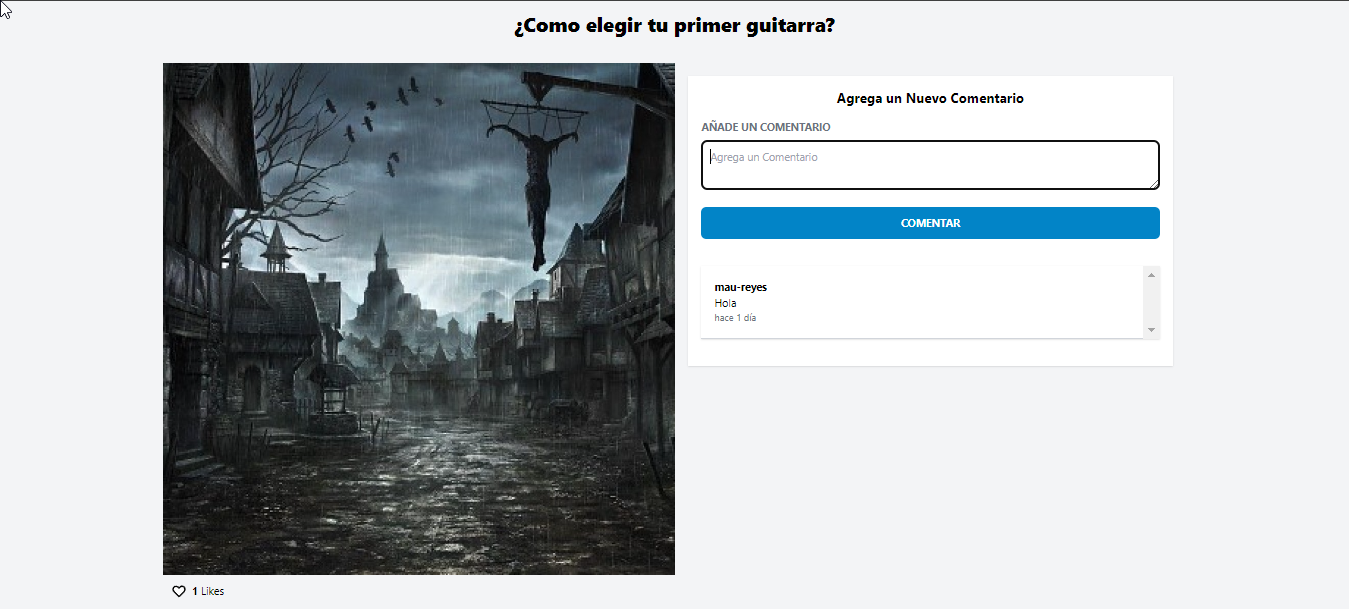 ¿Como elegir tu primer guitarra?
Agrega un Nuevo Comentario
AÑADE UN COMENTARIO
Agrega un Comentario
COMENTAR
mau-reyes
Hola
hace 1 día
1 Likes